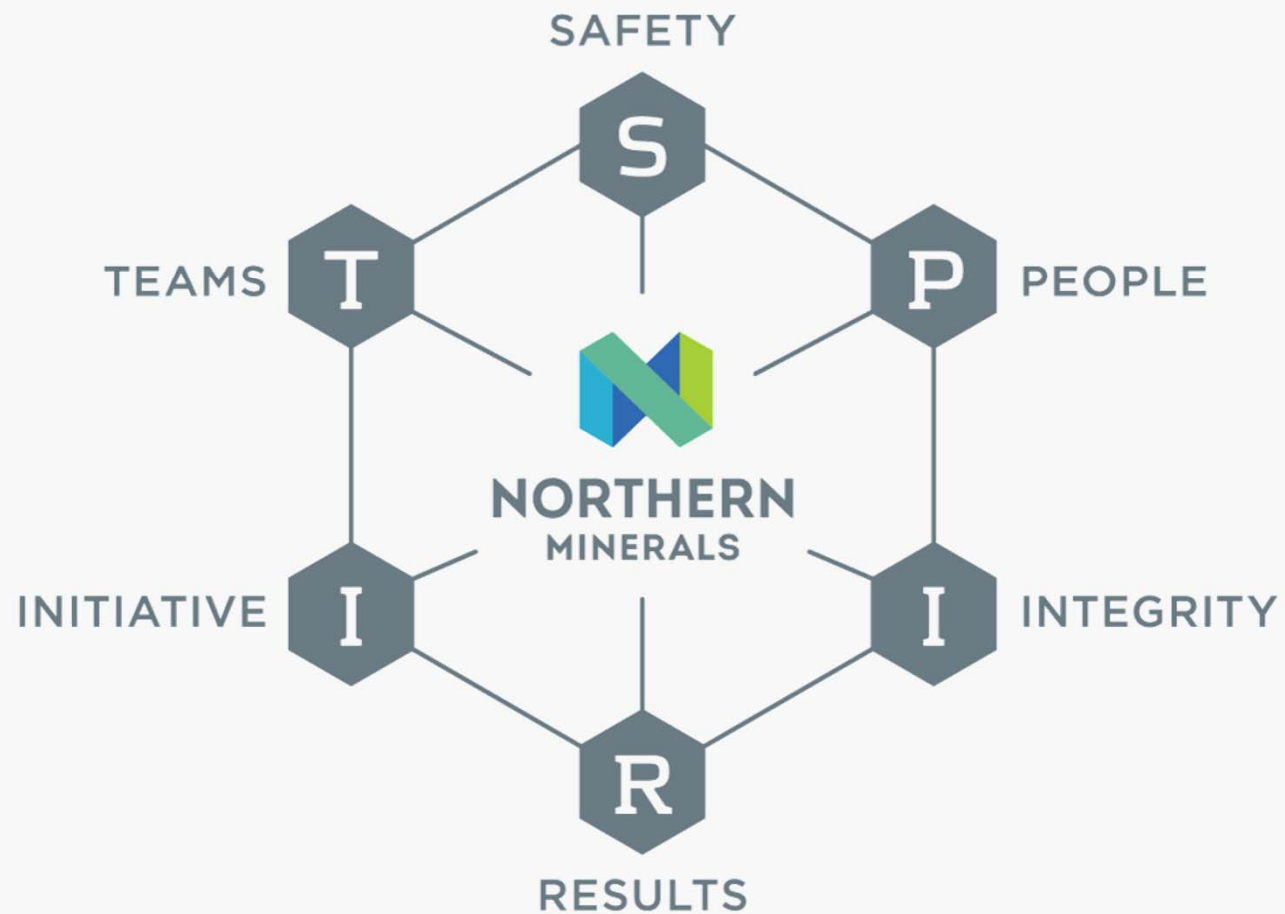 SAFETY
S
T
TEAMS
P
PEOPLE
NORTHERN
MINERALS
I
INITIATIVE
I
INTEGRITY
R
RESULTS